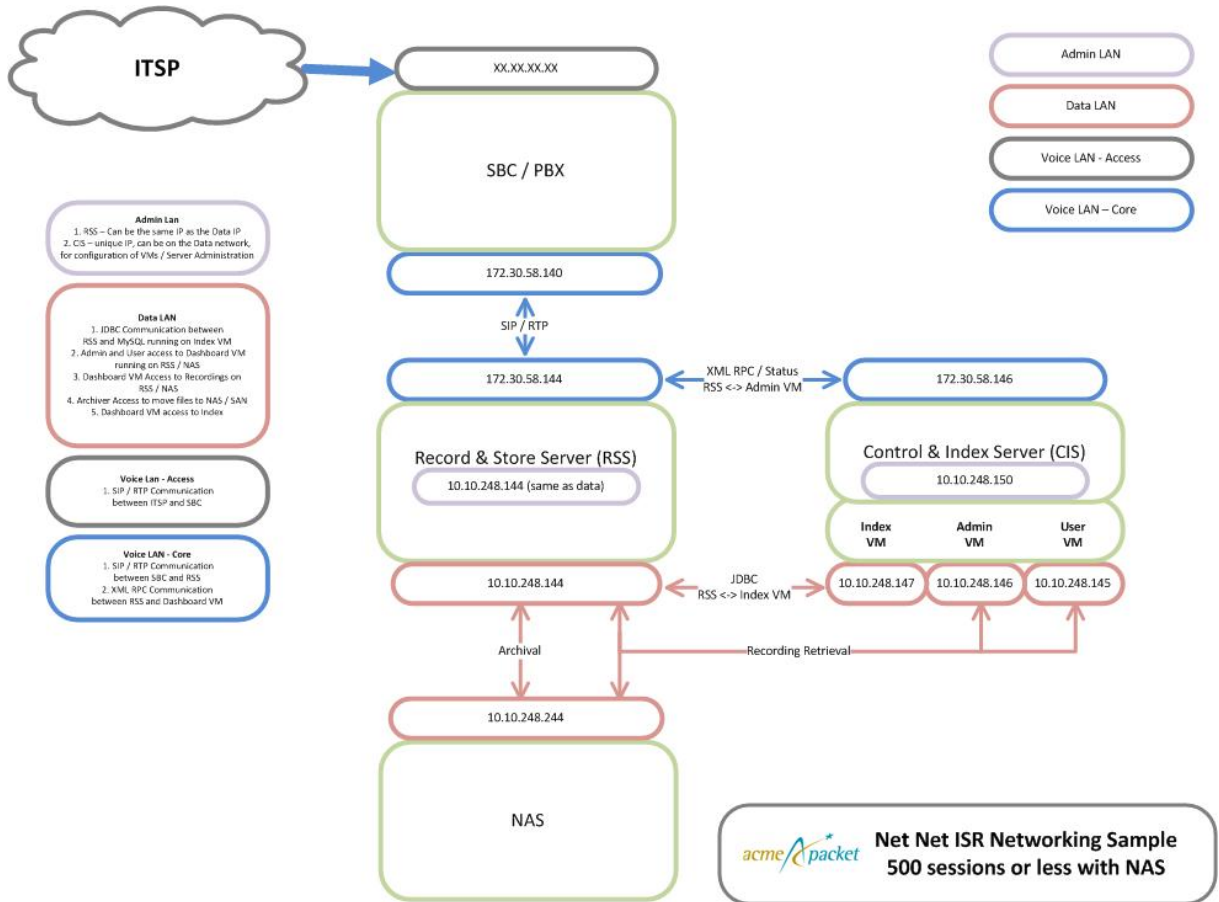 ITSP
XX.XX.XX.XX
SBC / PBX
172.30.58.140
SIP / RTP
172.30.58.144
XML RPC / Status
RSS <-> Admin VM
172.30.58.146
Record & Store Server (RSS)
10.10.248.144 (same as data)
Control & Index Server (CIS)
10.10.248.150
Index
VM
Admin
VM
User
VM
10.10.248.144
JDBC
RSS <-> Index VM
10.10.248.147
10.10.248.146
10.10.248.145
Archival
Recording Retrieval
10.10.248.244
NAS
Admin LAN
Data LAN
Voice LAN - Access
Voice LAN – Core
Admin Lan
1. RSS – Can be the same IP as the Data IP
2. CIS – unique IP, can be on the Data network,
for configuration of VMs / Server Administration
Data LAN
1. JDBC Communication between
RSS and MySQL running on Index VM
2. Admin and User access to Dashboard VM
running on RSS / NAS
3. Dashboard VM Access to Recordings on
RSS / NAS
4. Archiver Access to move files to NAS / SAN
5. Dashboard VM access to Index
Voice Lan - Access
1. SIP / RTP Communication
between ITSP and SBC
Voice LAN - Core
1. SIP / RTP Communication
between SBC and RSS
2. XML RPC Communication
between RSS and Dashboard VM
acme packet
Net Net ISR Networking Sample
500 sessions or less with NAS